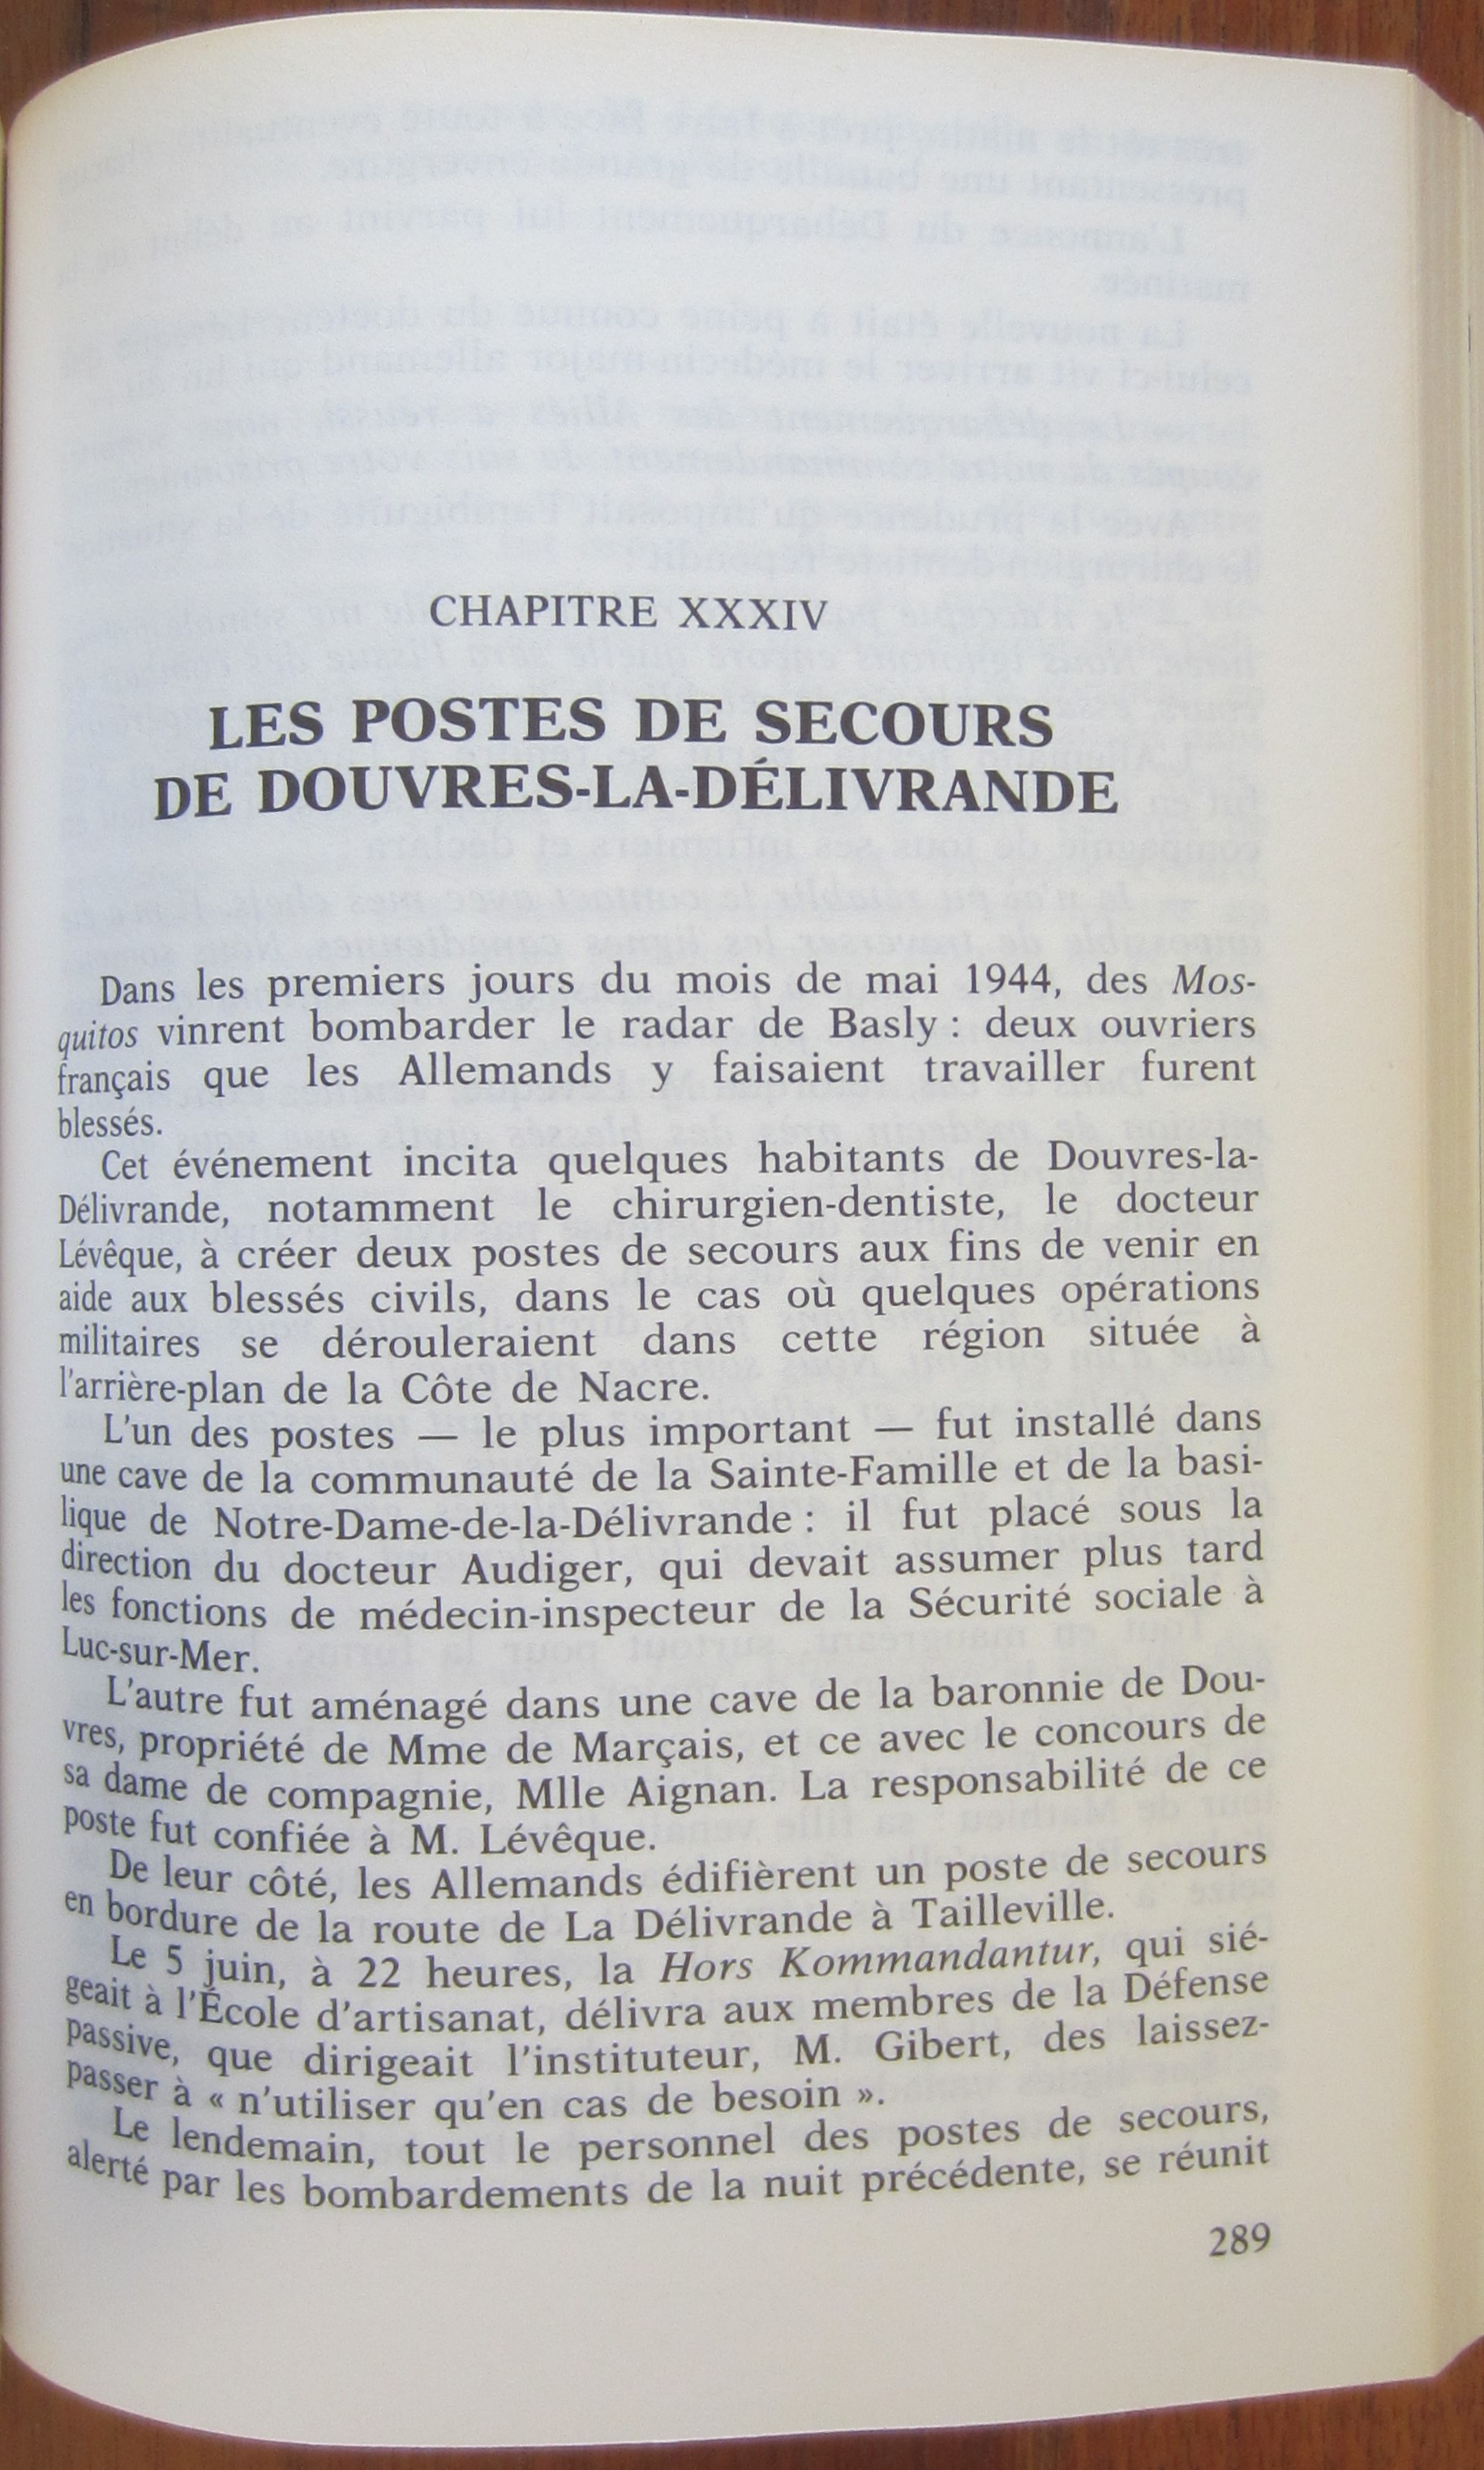 CHAPITRE XXXIV
LES POSTES DE SECOURS
DE DOUVRES-LA-DÉLIVRANDE
Dans les premiers jours du mois de mai 1944, des Mos-
quitos vinrent bombarder le radar de Basly : deux ouvriers
français que les Allemands y faisaient travailler furent
blessés.
Cet événement incita quelques habitants de Douvres-la-
Délivrande, notamment le chirurgien-dentiste, le docteur
Lévêque, à créer deux postes de secours aux fins de venir en
aide aux blessés civils, dans le cas où quelques opérations
militaires se dérouleraient dans cette région située à
l'arrière-plan de la Côte de Nacre.
L'un des postes — le plus important — fut installé dans
une cave de la communauté de la Sainte-Famille et de la basi-
lique de Notre-Dame-de-la-Délivrande : il fut placé sous la
direction du docteur Audiger, qui devait assumer plus tard
les fonctions de médecin-inspecteur de la Sécurité sociale à
Luc-sur-Mer.
L'autre fut aménagé dans une cave de la baronnie de Dou-
vres, propriété de Mme de Marçais, et ce avec le concours de
sa dame de compagnie, Mlle Aignan. La responsabilité de ce
poste fut confiée à M. Lévêque.
De leur côté, les Allemands édifièrent un poste de secours
en bordure de la route de La Délivrande à Tailleville.
Le 5 juin, à 22 heures, la Hors Kommandantur, qui sié-
geait à l'École d'artisanat, délivra aux membres de la Défense
passive, que dirigeait l'instituteur, M. Gibert, des laissez-
passer à « n'utiliser qu'en cas de besoin ».
Le lendemain, tout le personnel des postes de secours,
alerté par les bombardements de la nuit précédente, se réunit
289